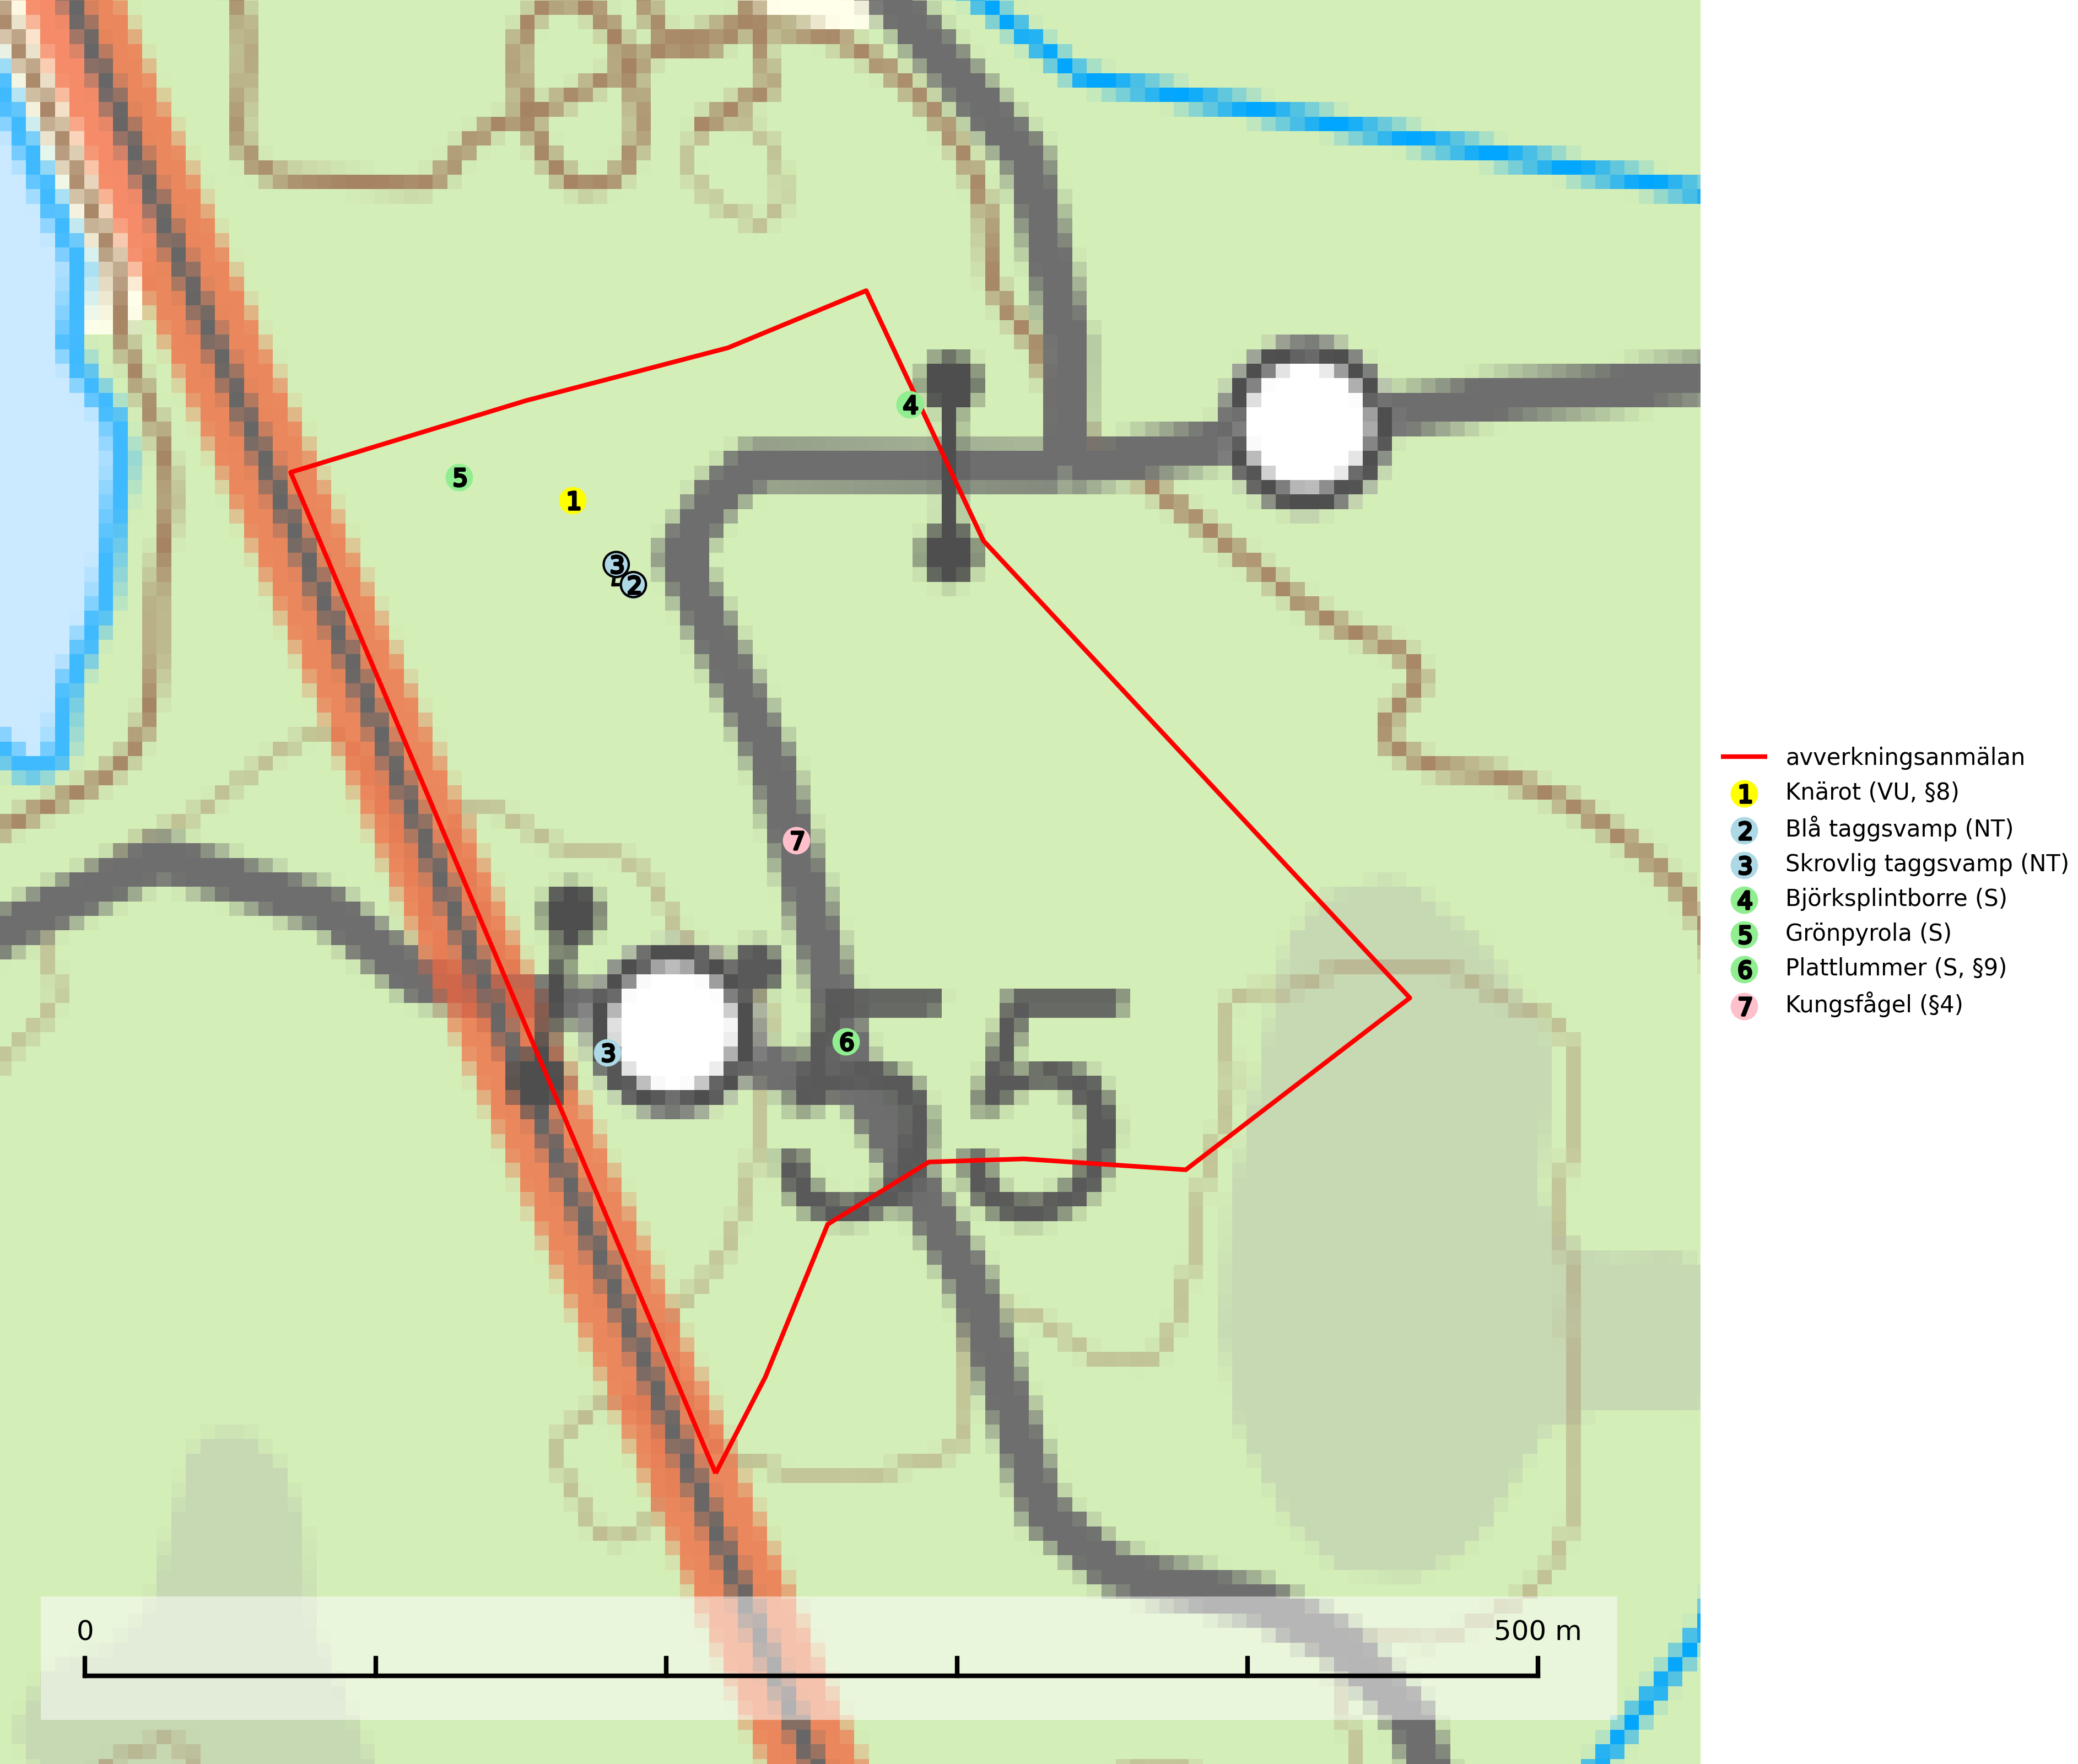 4
5
1
3
2
7
55
6
3
0
500 m
avverkningsanmälan
1 Knärot (VU, §8)
2 Blå taggsvamp (NT)
3 Skrovlig taggsvamp (NT)
4 Björksplintborre (S)
5 Grönpyrola (S)
6 Plattlummer (S, §9)
7 Kungsfågel (§4)